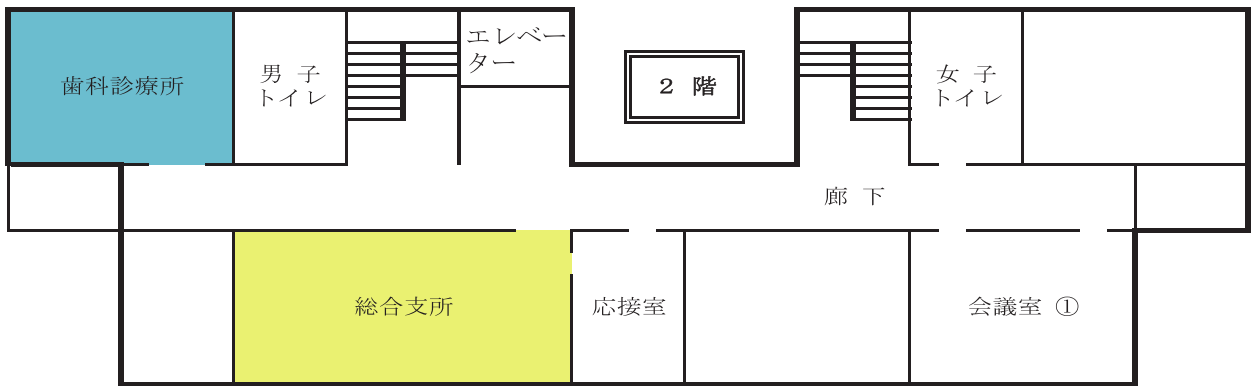 エレベー
ター
歯科診療所
男子
トイレ
2階
女子
トイレ
廊下
総合支所
応接室
会議室 ①